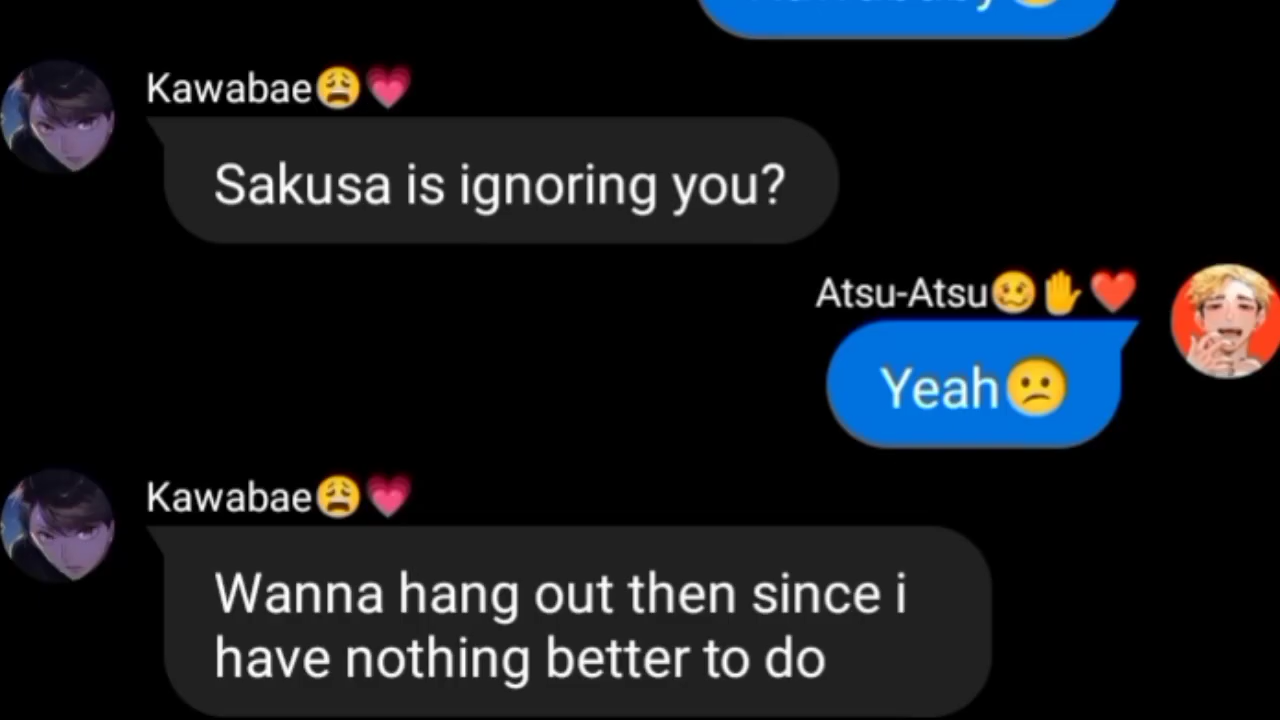 Kawabae😩💗
Sakusa is ignoring you?
Atsu-Atsu🥴✋❤️
Yeah😕
Kawabae😩💗
Wanna hang out then since i
have nothing better to do